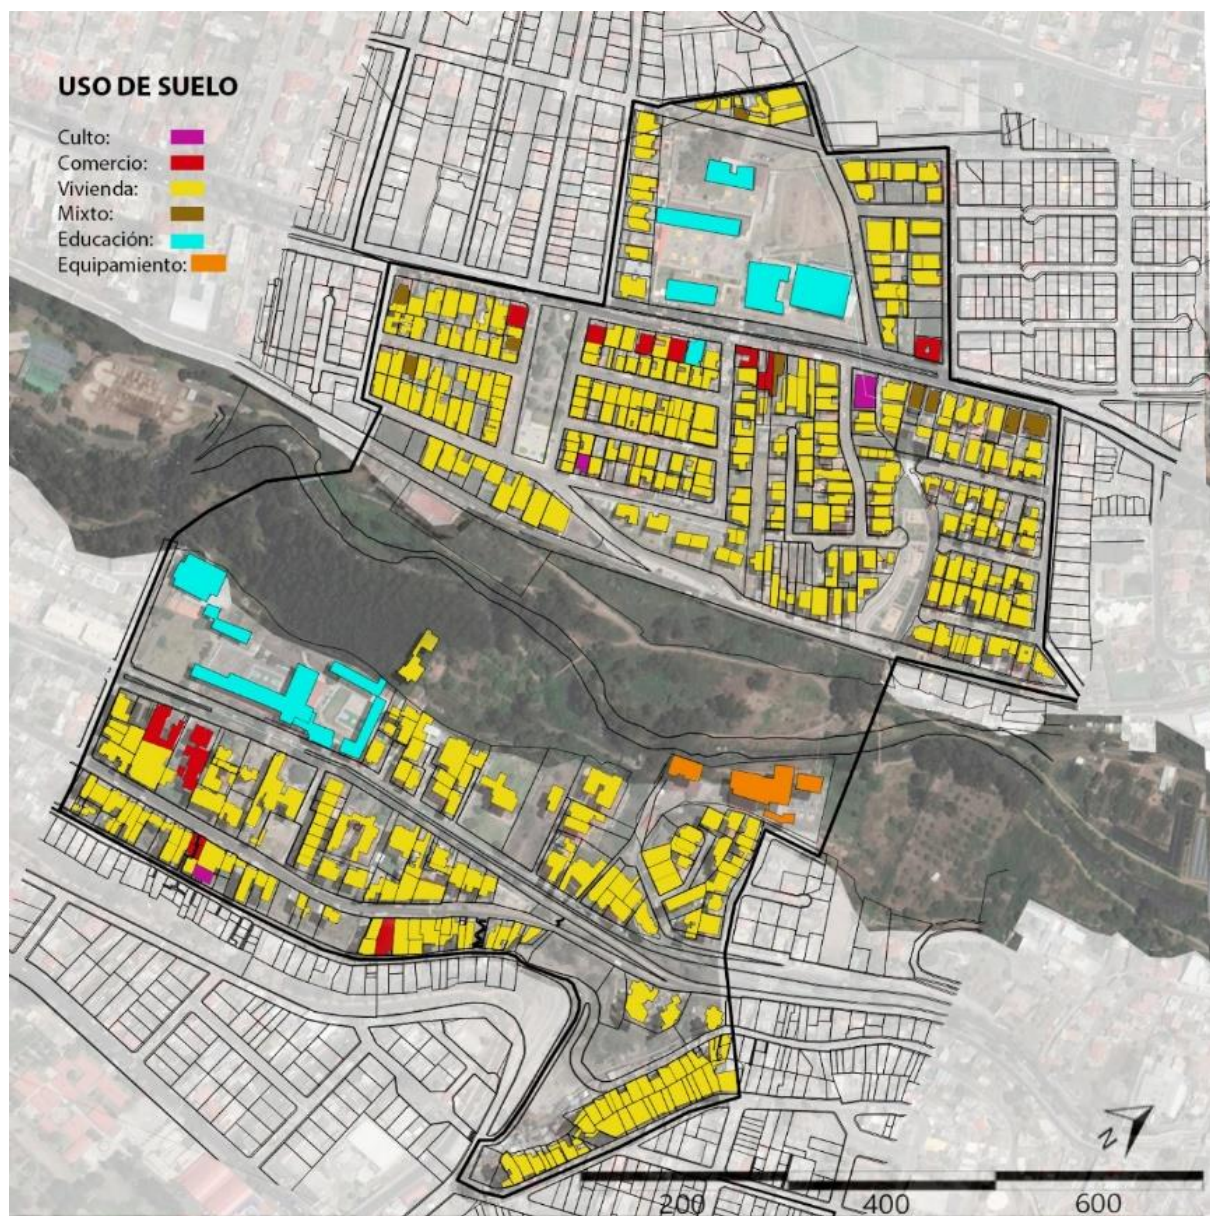 USO DE SUELO
Culto:
Comercio:
Vivienda:
Mixto:
Educación:
Equipamiento:
N
200 400 600